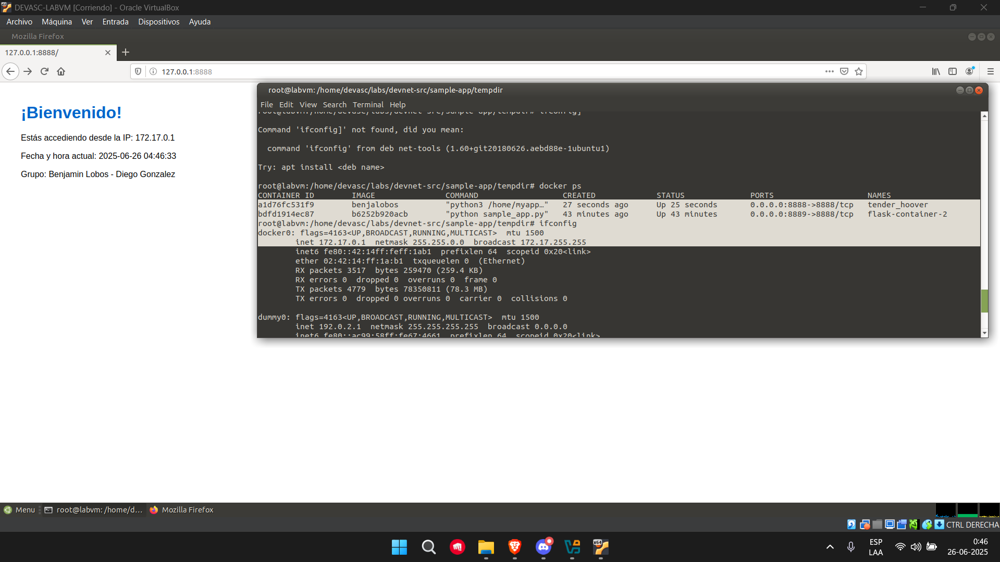 DEVASC-LABVM [Corriendo] - Oracle VirtualBox
Archivo Máquina Ver Entrada Dispositivos Ayuda
Mozilla Firefox
127.0.0.1:8888/
127.0.0.1:8888
¡Bienvenido!
Estás accediendo desde la IP: 172.17.0.1
Fecha y hora actual: 2025-06-26 04:46:33
Grupo: Benjamin Lobos - Diego Gonzalez
root@labvm: /home/devasc/labs/devnet-src/sample-app/tempdir
File Edit View Search Terminal Help
root@labvm:/home/devasc/labs/devnet-src/sample-app/tempdir# ifconfig]
Command 'ifconfig]' not found, did you mean:
command 'ifconfig' from deb net-tools (1.60+git20180626.aebd88e-1ubuntu1)
Try: apt install <deb name>
root@labvm:/home/devasc/labs/devnet-src/sample-app/tempdir# docker ps
CONTAINER ID IMAGE COMMAND CREATED STATUS PORTS NAMES
a1d76fc531f9 benjalobos "python3 /home/myapp…" 27 seconds ago Up 25 seconds 0.0.0.0:8888->8888/tcp tender_hoover
bdfd1914ec87 b6252b920acb "python sample_app.py" 43 minutes ago Up 43 minutes 0.0.0.0:8889->8888/tcp flask-container-2
root@labvm:/home/devasc/labs/devnet-src/sample-app/tempdir# ifconfig
docker0: flags=4163<UP,BROADCAST,RUNNING,MULTICAST> mtu 1500
inet 172.17.0.1 netmask 255.255.0.0 broadcast 172.17.255.255
inet6 fe80::42:14ff:feff:1ab1 prefixlen 64 scopeid 0x20<link>
ether 02:42:14:ff:1a:b1 txqueuelen 0 (Ethernet)
RX packets 3517 bytes 259470 (259.4 KB)
RX errors 0 dropped 0 overruns 0 frame 0
TX packets 4779 bytes 78350811 (78.3 MB)
TX errors 0 dropped 0 overruns 0 carrier 0 collisions 0
dummy0: flags=4163<UP,BROADCAST,RUNNING,MULTICAST> mtu 1500
inet 192.0.2.1 netmask 255.255.255.255 broadcast 0.0.0.0
inet6 fe80::ac99:58ff:fe67:4661 prefixlen 64 scopeid 0x20<link>
Menu root@labvm: /home/d... Mozilla Firefox
CTRL DERECHA
ESP
LAA
0:46
26-06-2025